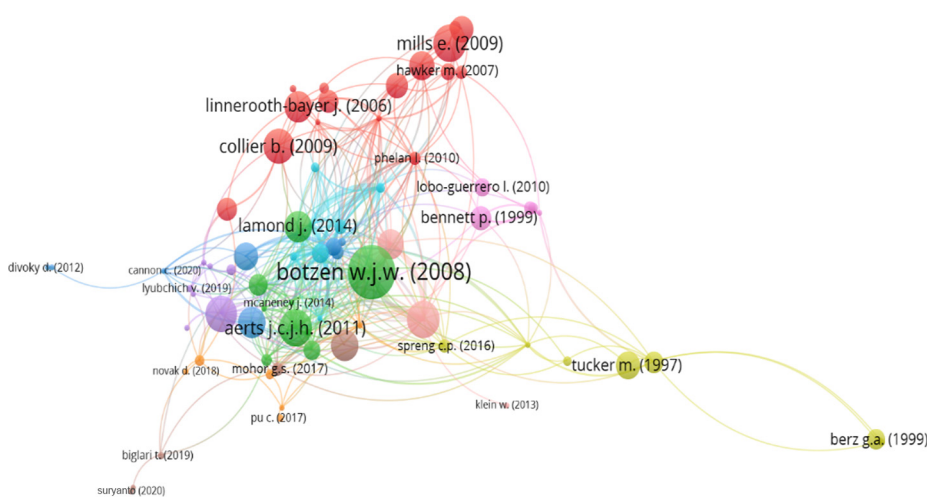 mills e. (2009)
hawker m. (2007)
linnerooth-bayer j. (2006)
collier b. (2009)
phelan l. (2010)
lobo-guerrero l. (2010)
bennett p. (1999)
lamond j. (2014)
divoky d. (2012)
cannon c. (2020)
botzen w.j.w. (2008)
lyubchich v. (2019)
mcaneney j. (2014)
aerts j.c.j.h. (2011)
spreng c.p. (2016)
tucker m. (1997)
novak d. (2018)
mohor g.s. (2017)
klein w. (2013)
pu c. (2017)
berz g.a. (1999)
biglari t. (2019)
suryanto (2020)